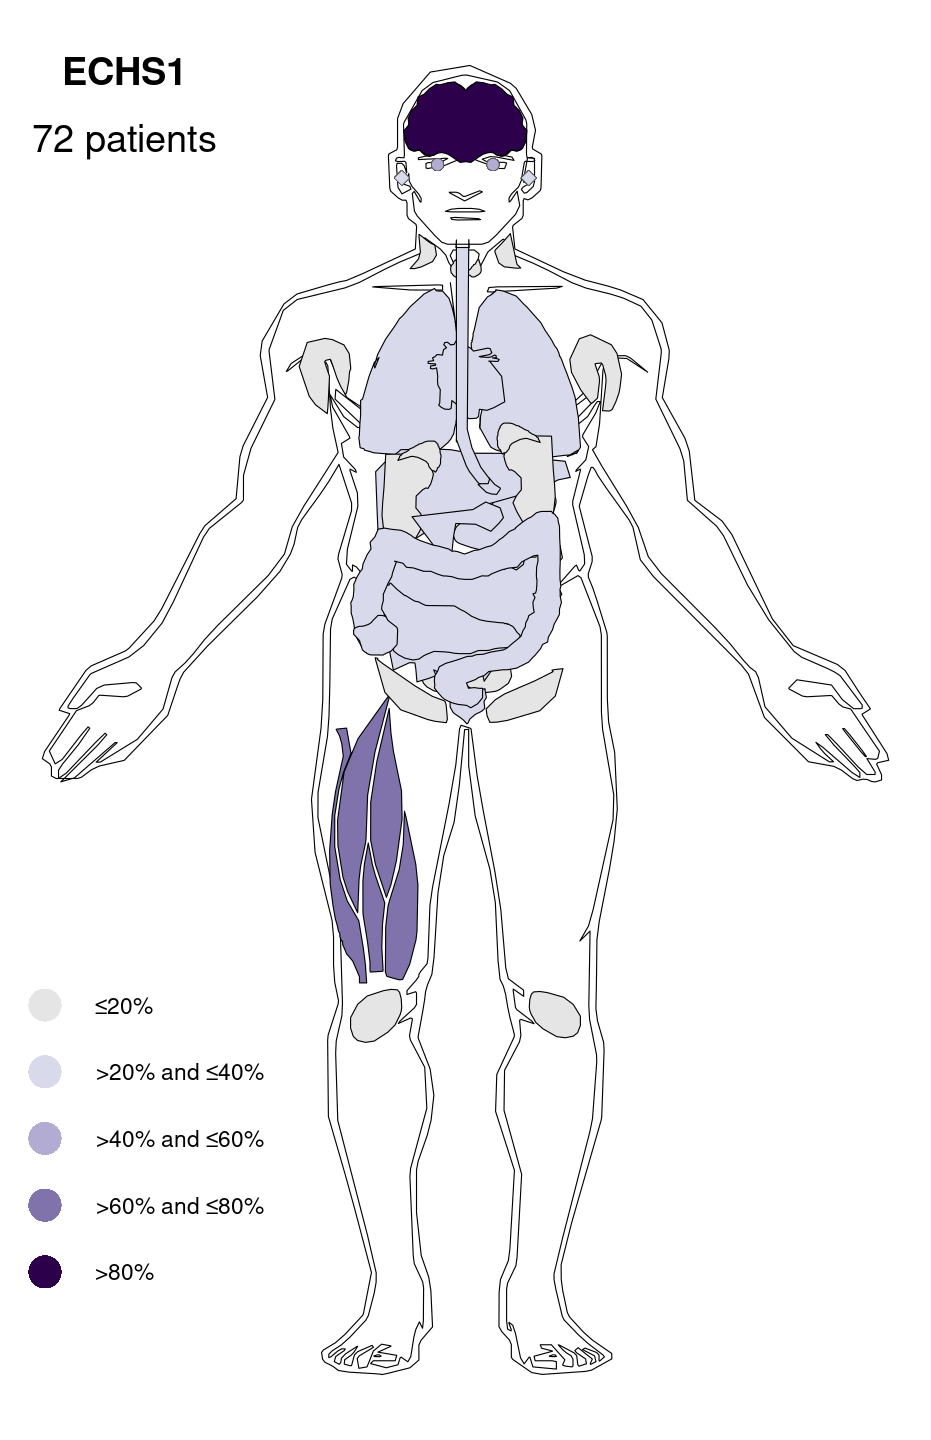 ECHS1
72 patients
≤20%
>20% and ≤40%
>40% and ≤60%
>60% and ≤80%
>80%